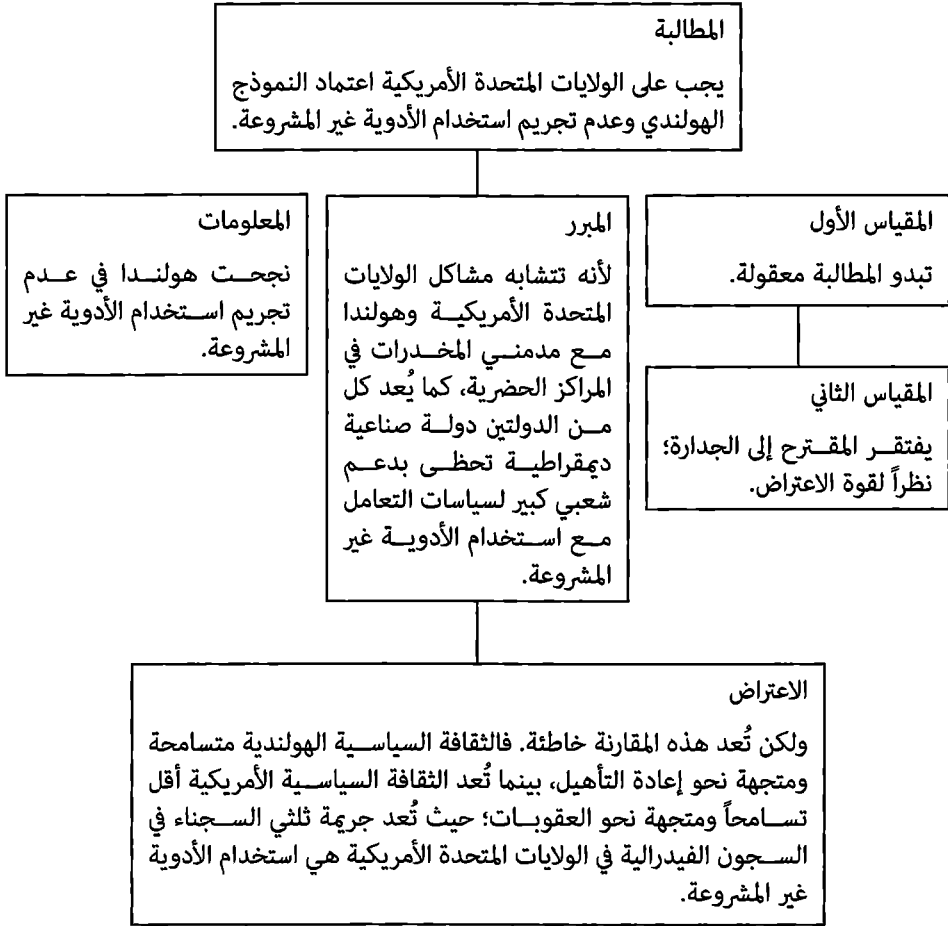 المطالبة
يجب على الولايات المتحدة الأمريكية اعتماد النموذج
الهولندي وعدم تجريم استخدام الأدوية غير المشروعة.
المقياس الأول
تبدو المطالبة معقولة.
المقياس الثاني
يفتقر المقترح إلى الجدارة؛
نظراً لقوة الاعتراض.
المبرر
لأنه تتشابه مشاكل الولايات
المتحدة الأمريكية وهولندا
مع مدمني المخدرات في
المراكز الحضرية، كما يُعد كل
من الدولتين دولة صناعية
ديمقراطية تحظى بدعم
شعبي كبير لسياسات التعامل
مع استخدام الأدوية غير
المشروعة.
المعلومات
نجحت هولندا في عدم
تجريم استخدام الأدوية غير
المشروعة.
الاعتراض
ولكن تُعد هذه المقارنة خاطئة. فالثقافة السياسية الهولندية متسامحة
ومتجهة نحو إعادة التأهيل، بينما تُعد الثقافة السياسية الأمريكية أقل
تسامحاً ومتجهة نحو العقوبات؛ حيث تُعد جريمة ثلثي السجناء في
السجون الفيدرالية في الولايات المتحدة الأمريكية هي استخدام الأدوية
غير المشروعة.